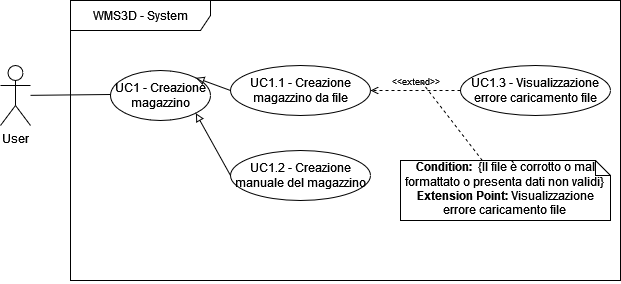 WMS3D - System
UC1 - Creazione
magazzino
UC1.1 - Creazione
magazzino da file
<<extend>>
UC1.3 - Visualizzazione
errore caricamento file
User
UC1.2 - Creazione
manuale del magazzino
Condition: {Il file è corrotto o mal
formattato o presenta dati non validi}
Extension Point: Visualizzazione
errore caricamento file